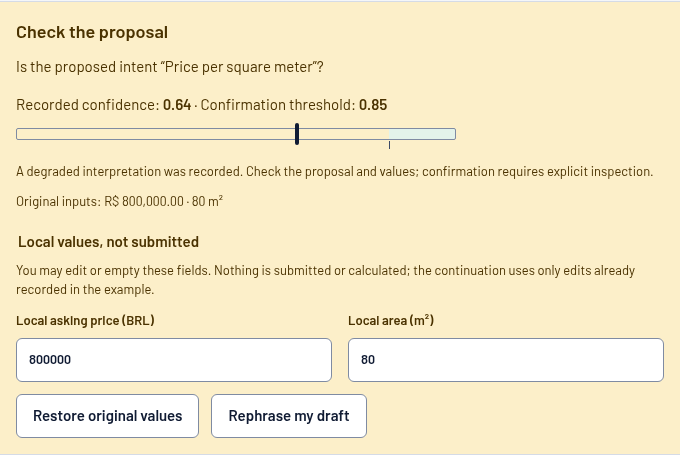 Check the proposal
Is the proposed intent “Price per square meter”?
Recorded confidence: 0.64 · Confirmation threshold: 0.85
A degraded interpretation was recorded. Check the proposal and values; confirmation requires explicit inspection.
Original inputs: R$ 800,000.00 · 80 m²
Local values, not submitted
You may edit or empty these fields. Nothing is submitted or calculated; the continuation uses only edits already
recorded in the example.
Local asking price (BRL)
Local area (m²)
800000
80
Restore original values
Rephrase my draft